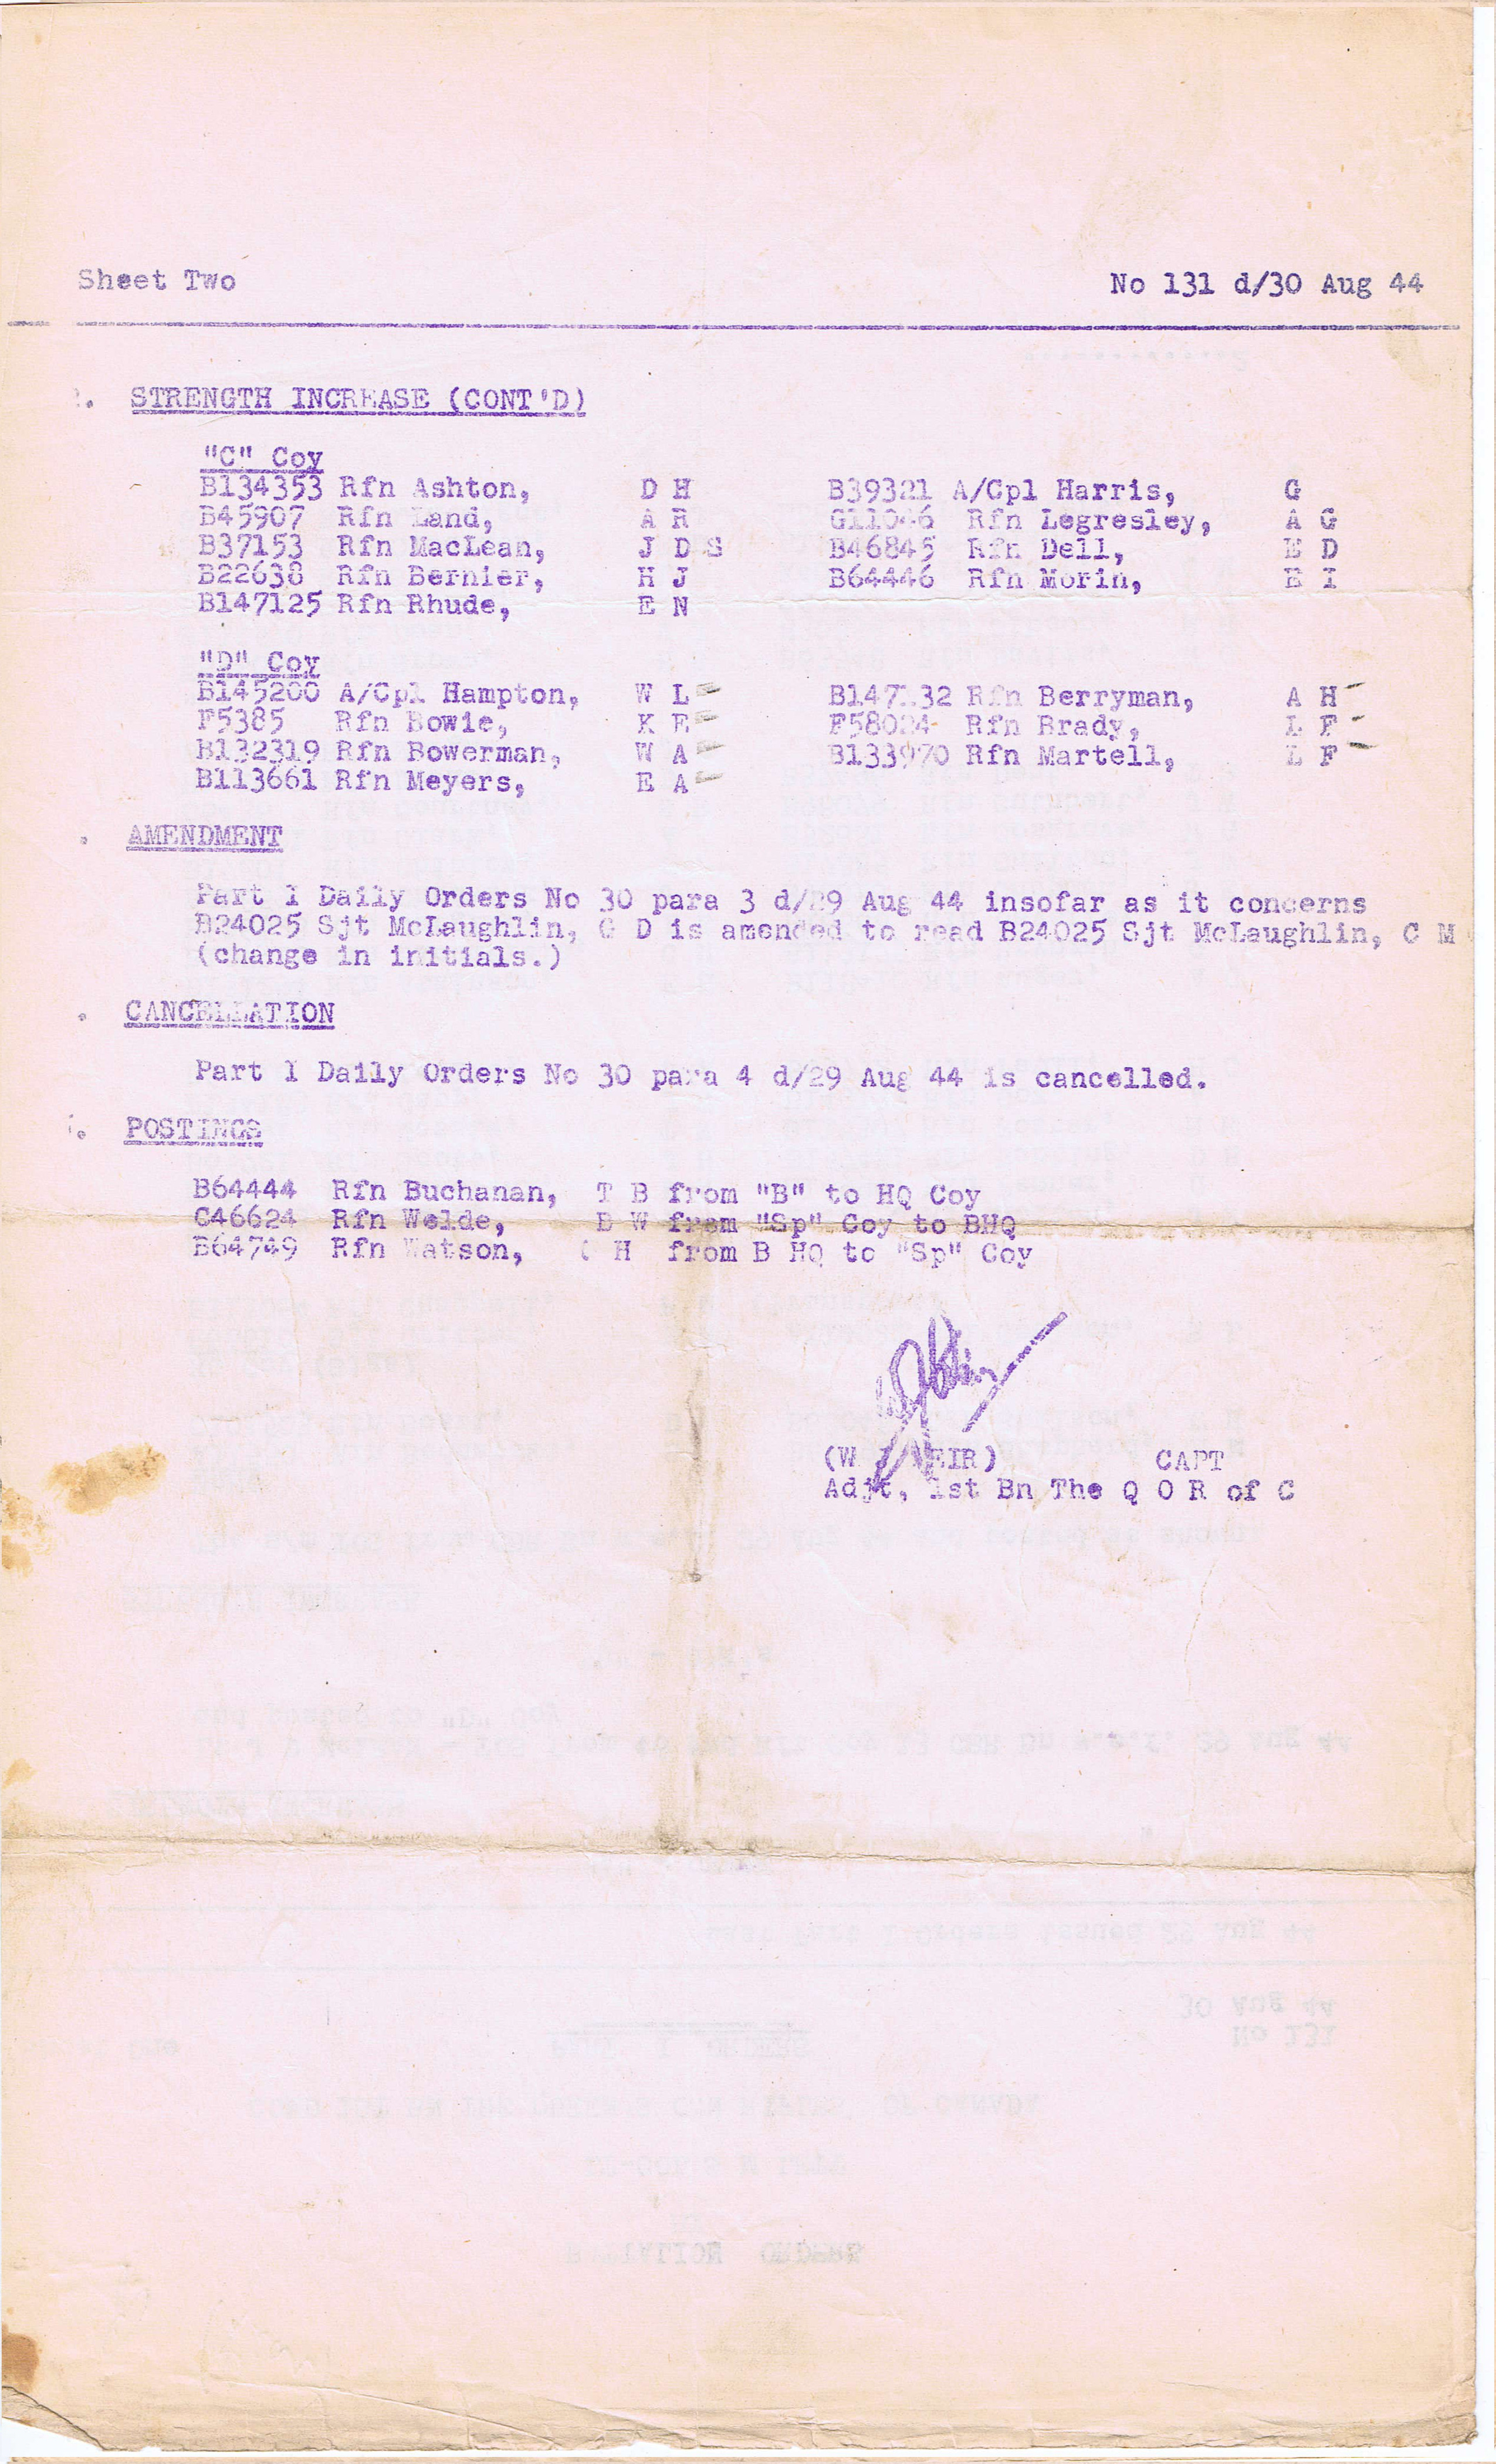 Sheet Two No 131 d/30 Aug 44
. STRENGTH INCREASE (CONT'D)
"C" Coy
B134353 Rfn Ashton, D H B39321 A/Cpl Harris, G
B45907 Rfn Land, A R Rfn Legresley, A G
B37153 Rfn MacLean, J D S B46845 Rfn Dell, E D
B22638 Rfn Bernier, H J B64446 Rfn Morin, E I
B147125 Rfn Rhude, E N
"D" Coy
B145200 A/Cpl Hampton, W L B147132 Rfn Berryman, A H
F5385 Rfn Bowie, K E F58024 Rfn Brady, L F
B132319 Rfn Bowerman, W A B133970 Rfn Martell, L F
B113661 Rfn Meyers, E A
. AMENDMENT
Part I Daily Orders No 30 para 3 d/29 Aug 44 insofar as it concerns
B24025 Sjt McLaughlin, G D is amended to read B24025 Sjt McLaughlin, C M
(change in initials.)
. CANCELLATION
Part I Daily Orders No 30 para 4 d/29 Aug 44 is cancelled.
. POSTINGS
B64444 Rfn Buchanan, T B from "B" to HQ Coy
C46624 Rfn Welde, D W from "Sp" Coy to BHQ
B64749 Rfn Watson, H from B HQ to "Sp" Coy
(W J WEIR) CAPT
Adjt, 1st Bn The Q O R of C